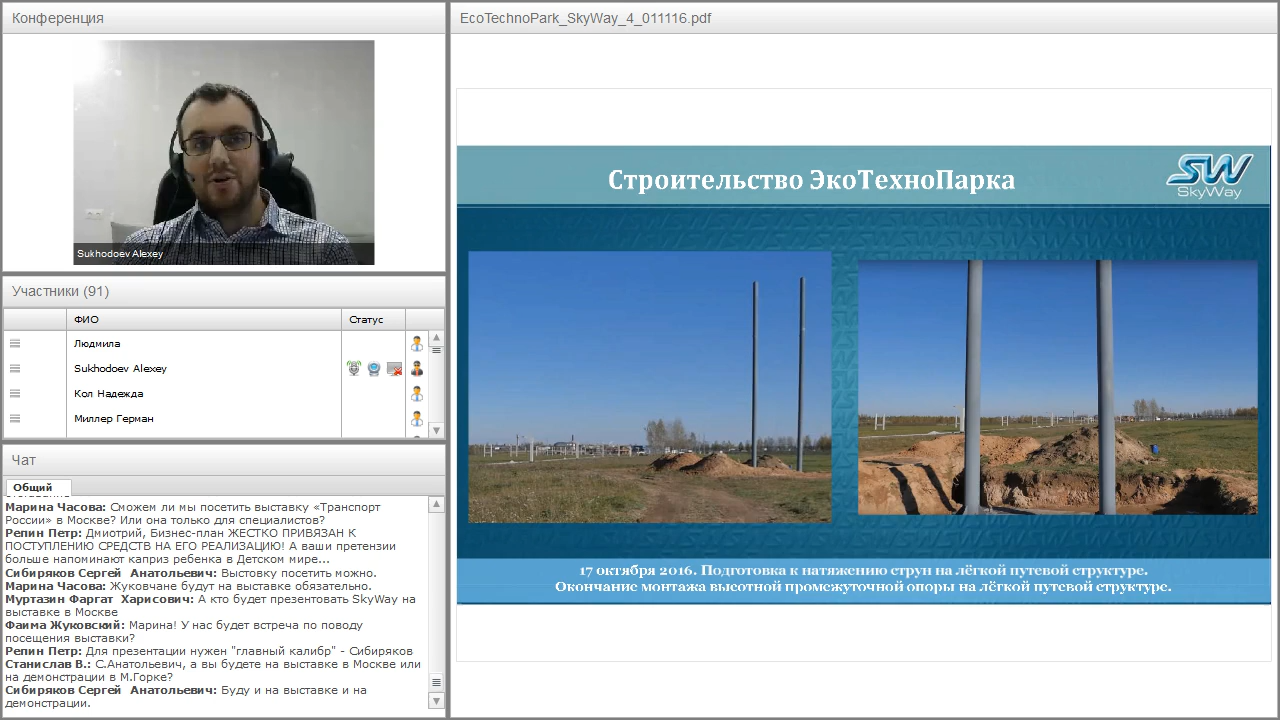 Конференция
Sukhodoev Alexey
Участники (91)
ФИО
Статус
Людмила
Sukhodoev Alexey
Кол Надежда
Миллер Герман
Чат
Общий
Марина Часова: Сможем ли мы посетить выставку «Транспорт
России» в Москве? Или она только для специалистов?
Репин Петр: Дмиотрий, Бизнес-план ЖЕСТКО ПРИВЯЗАН К
ПОСТУПЛЕНИЮ СРЕДСТВ НА ЕГО РЕАЛИЗАЦИЮ! А ваши претензии
больше напоминают каприз ребенка в Детском мире...
Сибиряков Сергей Анатольевич: Выстовку посетить можно.
Марина Часова: Жуковчане будут на выставке обязательно.
Муртазин Фаргат Харисович: А кто будет презентовать SkyWay на
выставке в Москве
Фаима Жуковский: Марина! У нас будет встреча по поводу
посещения выставки?
Репин Петр: Для презентации нужен "главный калибр" - Сибиряков
Станислав В.: С.Анатольевич, а вы будете на выставке в Москве или
на демонстрации в М.Горке?
Сибиряков Сергей Анатольевич: Буду и на выставке и на
демонстрации.
EcoTechnoPark_SkyWay_4_011116.pdf
Строительство ЭкоТехноПарка
SW
SkyWay
17 октября 2016. Подготовка к натяжению струн на лёгкой путевой структуре.
Окончание монтажа высотной промежуточной опоры на лёгкой путевой структуре.